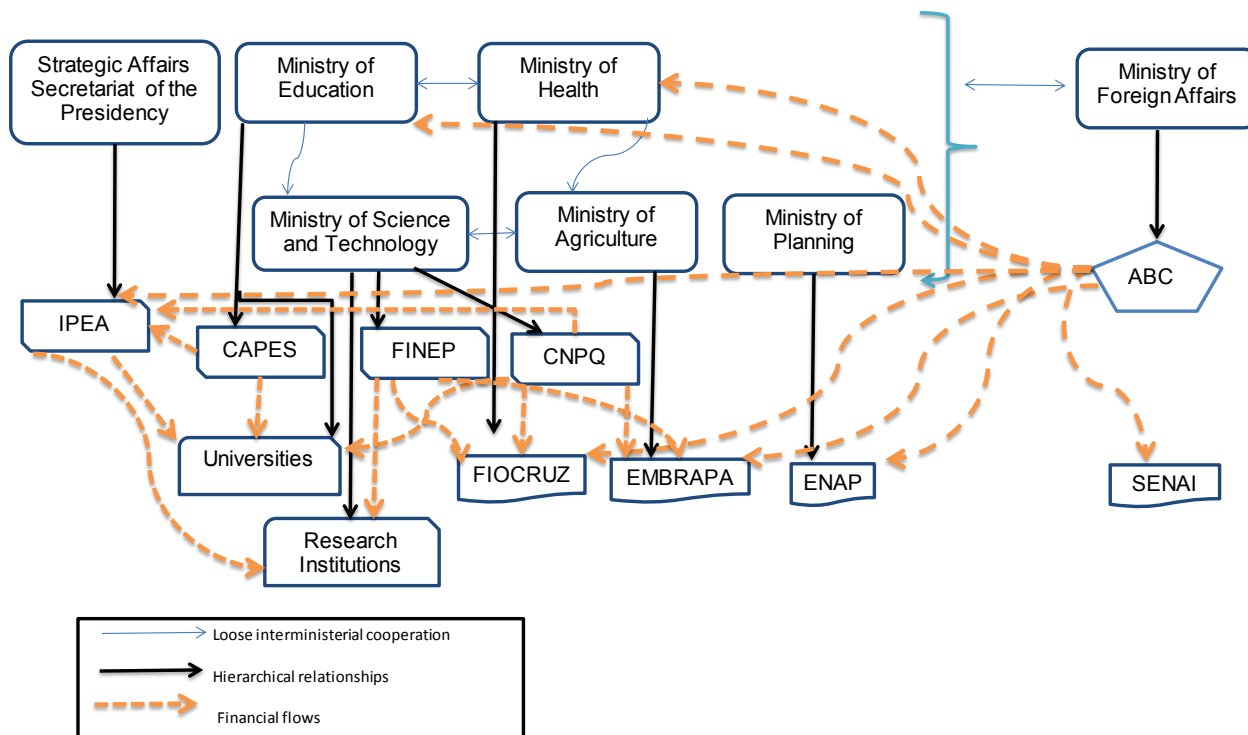 Strategic Affairs
Secretariat of the
Presidency
Ministry of
Education
Ministry of
Health
Ministry of
Foreign Affairs
Ministry of Science
and Technology
Ministry of
Agriculture
Ministry of
Planning
ABC
IPEA
CAPES
FINEP
CNPQ
Universities
FIOCRUZ
EMBRAPA
ENAP
SENAI
Research
Institutions
Loose interministerial cooperation
Hierarchical relationships
Financial flows